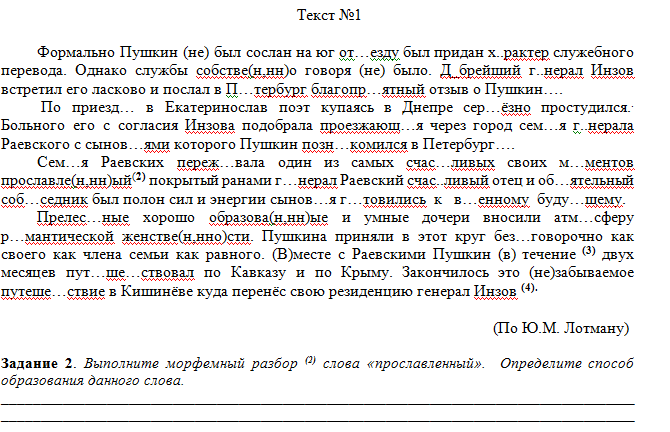 Текст №1
Формально Пушкин (не) был сослан на юг от…езду был придан х..рактер служебного
перевода. Однако службы собстве(н,нн)о говоря (не) было. Д_брейший г..нерал Инзов
встретил его ласково и послал в П…тербург благопр…ятный отзыв о Пушкин….
По приезд… в Екатеринослав поэт купаясь в Днепре сер…ёзно простудился.
Больного его с согласия Инзова подобрала проезжающ…я через город сем…я г..нерала
Раевского с сынов…ями которого Пушкин позн…комился в Петербург….
Сем…я Раевских переж…вала один из самых счас…ливых своих м…ментов
прославле(н,нн)ый(2) покрытый ранами г…нерал Раевский счас..ливый отец и об…ятельный
соб…седник был полон сил и энергии сынов…я г…товились к в…енному буду…шему.
Прелес…ные хорошо образова(н,нн)ые и умные дочери вносили атм…сферу
р…мантической женстве(н,нно)сти. Пушкина приняли в этот круг без…говорочно как
своего как члена семьи как равного. (В)месте с Раевскими Пушкин (в) течение (3) двух
месяцев пут…ше…ствовал по Кавказу и по Крыму. Закончилось это (не)забываемое
путеше…ствие в Кишинёве куда перенёс свою резиденцию генерал Инзов (4).
(По Ю.М. Лотману)
Задание 2. Выполните морфемный разбор (2) слова «прославленный». Определите способ
образования данного слова.